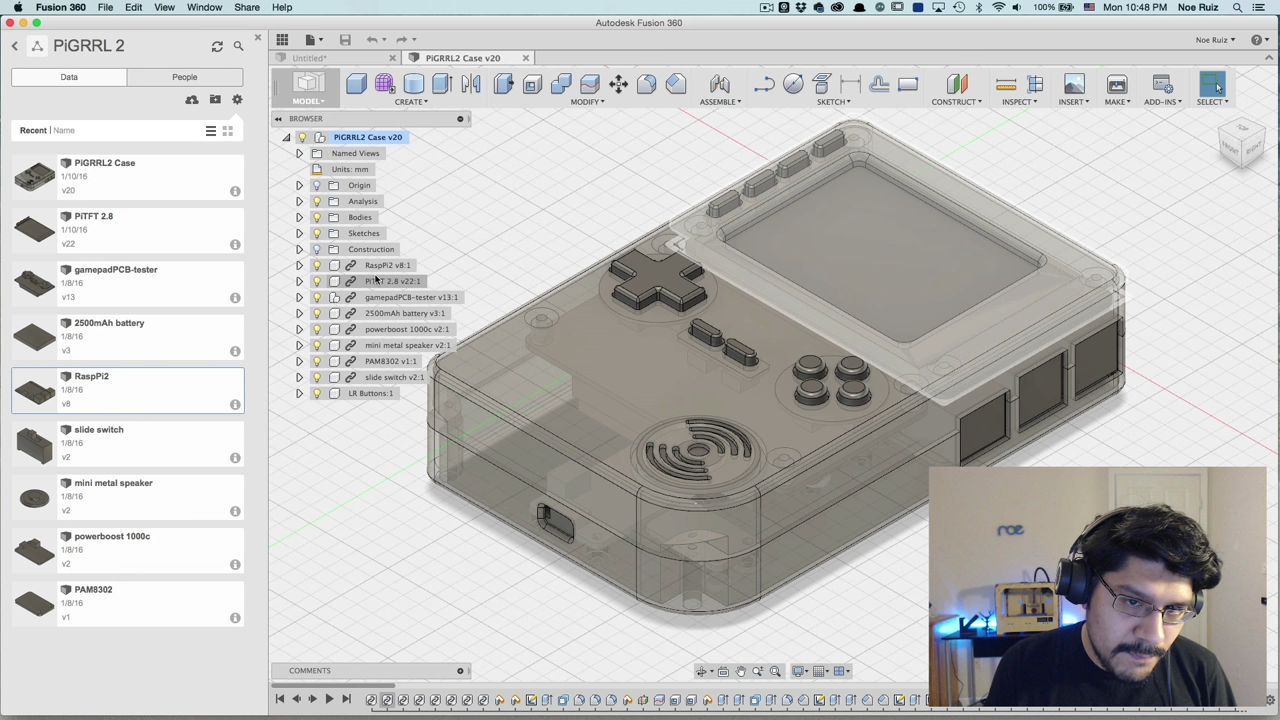 Fusion 360 File Edit View Window Share Help
100% Mon 10:48 PM Noe Ruiz
Autodesk Fusion 360
PiGRRL 2
Noe Ruiz
Untitled*
PiGRRL2 Case v20
Data
People
MODEL
CREATE
MODIFY
ASSEMBLE
SKETCH
CONSTRUCT
INSPECT
INSERT
MAKE
ADD-INS
SELECT
Recent | Name
BROWSER
PiGRRL2 Case v20
Named Views
Units: mm
Origin
Analysis
Bodies
Sketches
Construction
RaspPi2 v8:1
PiTFT 2.8 v22:1
gamepadPCB-tester v13:1
2500mAh battery v3:1
powerboost 1000c v2:1
mini metal speaker v2:1
PAM8302 v1:1
slide switch v2:1
LR Buttons:1
PiGRRL2 Case
1/10/16
v20
PiTFT 2.8
1/10/16
v22
gamepadPCB-tester
1/8/16
v13
2500mAh battery
1/8/16
v3
RaspPi2
1/8/16
v8
slide switch
1/8/16
v2
mini metal speaker
1/8/16
v2
powerboost 1000c
1/8/16
v2
PAM8302
1/8/16
v1
TOP
FRONT
RIGHT
noe
COMMENTS